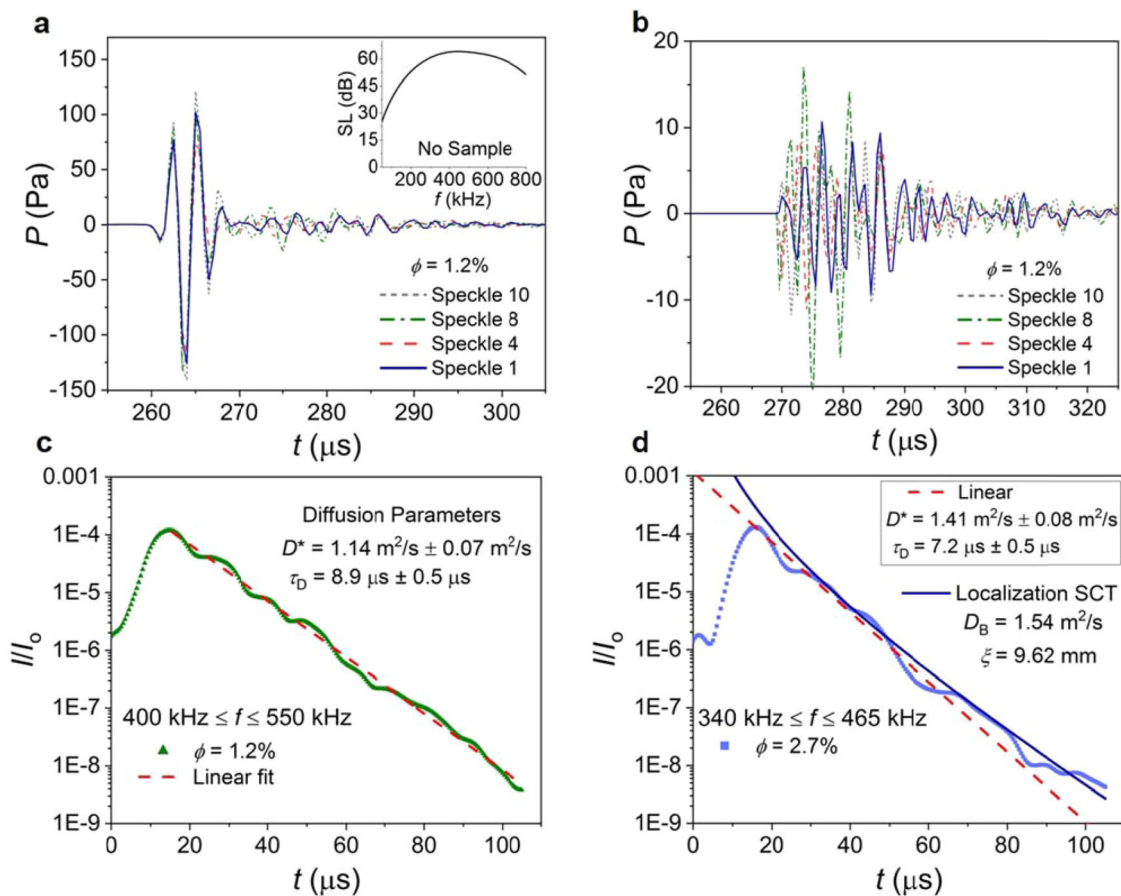 a
150
100
50
0
-50
-100
-150
P (Pa)
260 270 280 290 300
t (μs)
60
45
30
15
0
SL (dB)
No Sample
200 400 600 800
f (kHz)
ϕ = 1.2%
Speckle 10
Speckle 8
Speckle 4
Speckle 1
b
20
10
0
-10
-20
P (Pa)
260 270 280 290 300 310 320
t (μs)
ϕ = 1.2%
Speckle 10
Speckle 8
Speckle 4
Speckle 1
c
0.001
1E-4
1E-5
1E-6
1E-7
1E-8
1E-9
I/Io
0 20 40 60 80 100
t (μs)
Diffusion Parameters
D* = 1.14 m²/s ± 0.07 m²/s
τD = 8.9 μs ± 0.5 μs
400 kHz ≤ f ≤ 550 kHz
ϕ = 1.2%
Linear fit
d
0.001
1E-4
1E-5
1E-6
1E-7
1E-8
1E-9
I/Io
0 20 40 60 80 100
t (μs)
Linear
D* = 1.41 m²/s ± 0.08 m²/s
τD = 7.2 μs ± 0.5 μs
Localization SCT
DB = 1.54 m²/s
ξ = 9.62 mm
340 kHz ≤ f ≤ 465 kHz
ϕ = 2.7%